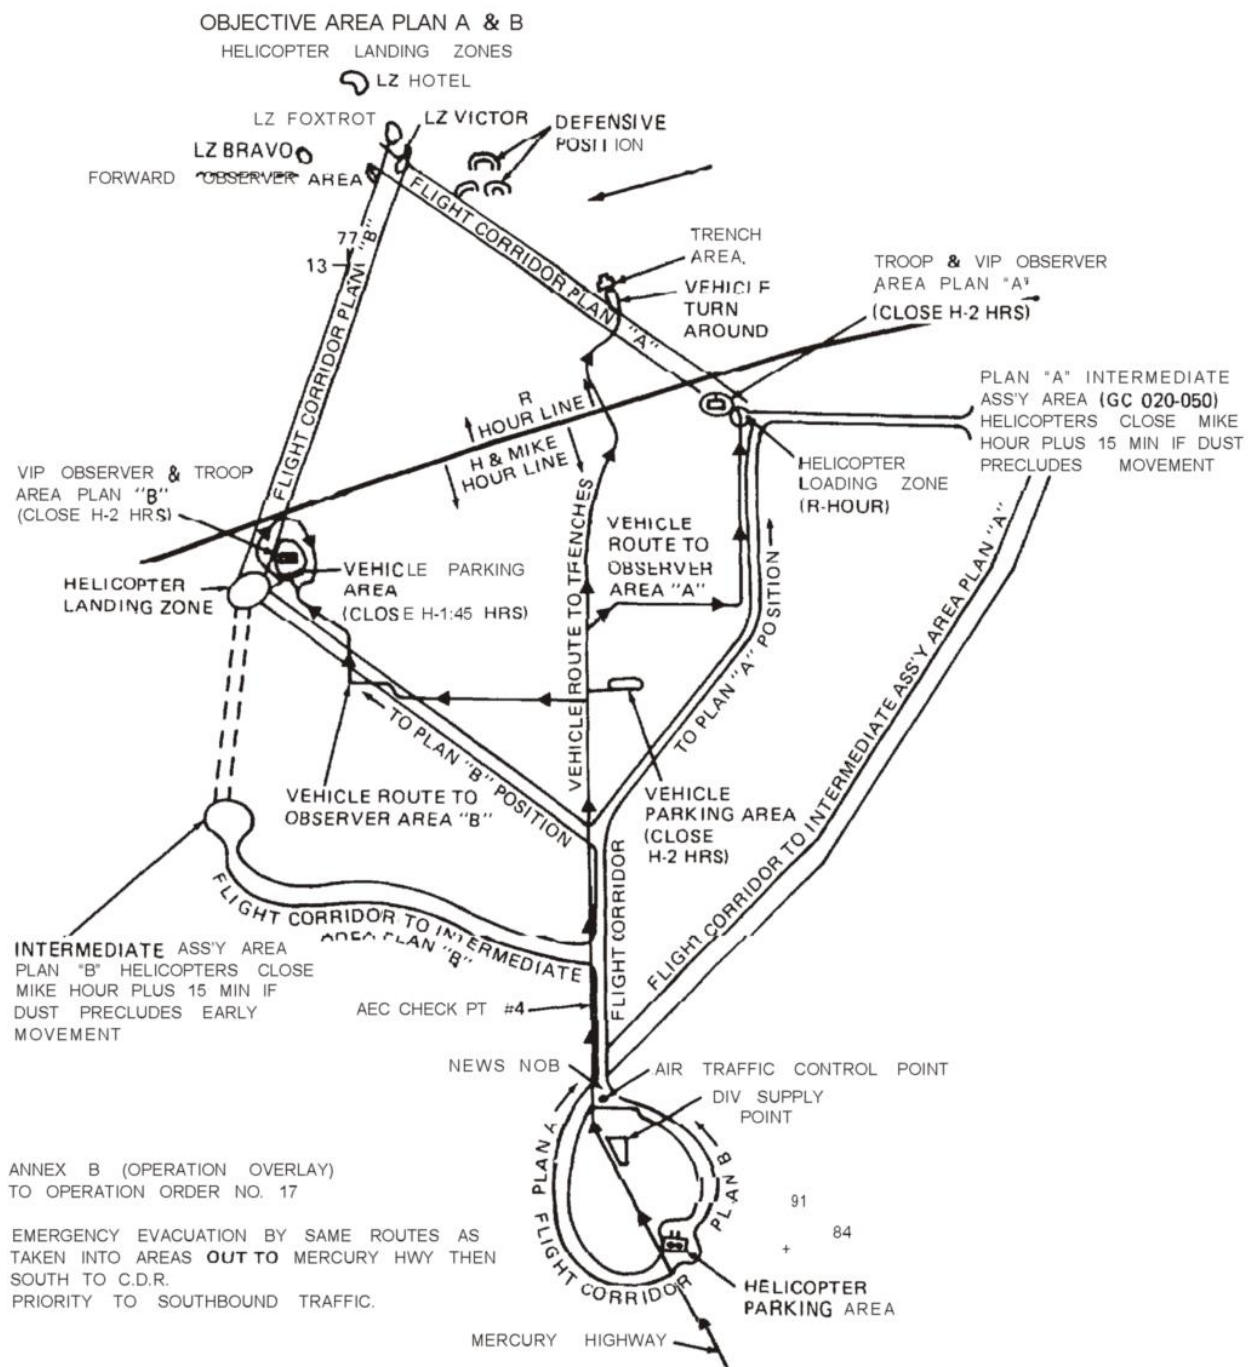 OBJECTIVE AREA PLAN A & B
HELICOPTER LANDING ZONES
LZ HOTEL
LZ FOXTROT
LZ VICTOR
DEFENSIVE
POSITION
LZ BRAVO
FORWARD OBSERVER AREA
FLIGHT CORRIDOR PLAN "A"
77
13
FLIGHT CORRIDOR PLAN "B"
TRENCH
AREA.
VEHICLE
TURN
AROUND
TROOP & VIP OBSERVER
AREA PLAN "A"
(CLOSE H-2 HRS)
PLAN "A" INTERMEDIATE
ASS'Y AREA (GC 020-050)
HELICOPTERS CLOSE MIKE
HOUR PLUS 15 MIN IF DUST
PRECLUDES MOVEMENT
R
HOUR LINE
H & MIKE
HOUR LINE
HELICOPTER
LOADING ZONE
(R-HOUR)
VIP OBSERVER & TROOP
AREA PLAN "B"
(CLOSE H-2 HRS)
HELICOPTER
LANDING ZONE
VEHICLE PARKING
AREA
(CLOSE H-1:45 HRS)
VEHICLE
ROUTE TO
OBSERVER
AREA "A"
VEHICLE ROUTE TO TRENCHES
TO PLAN "A" POSITION
TO PLAN "B" POSITION
VEHICLE ROUTE TO
OBSERVER AREA "B"
VEHICLE
PARKING AREA
(CLOSE
H-2 HRS)
FLIGHT CORRIDOR TO INTERMEDIATE ASS'Y AREA PLAN "A"
FLIGHT CORRIDOR
FLIGHT CORRIDOR TO INTERMEDIATE
AREA PLAN "B"
INTERMEDIATE ASS'Y AREA
PLAN "B" HELICOPTERS CLOSE
MIKE HOUR PLUS 15 MIN IF
DUST PRECLUDES EARLY
MOVEMENT
AEC CHECK PT #4
NEWS NOB
AIR TRAFFIC CONTROL POINT
DIV SUPPLY
POINT
PLAN A
PLAN B
FLIGHT CORRIDOR
91
84
+
HELICOPTER
PARKING AREA
MERCURY HIGHWAY
ANNEX B (OPERATION OVERLAY)
TO OPERATION ORDER NO. 17
EMERGENCY EVACUATION BY SAME ROUTES AS
TAKEN INTO AREAS OUT TO MERCURY HWY THEN
SOUTH TO C.D.R.
PRIORITY TO SOUTHBOUND TRAFFIC.